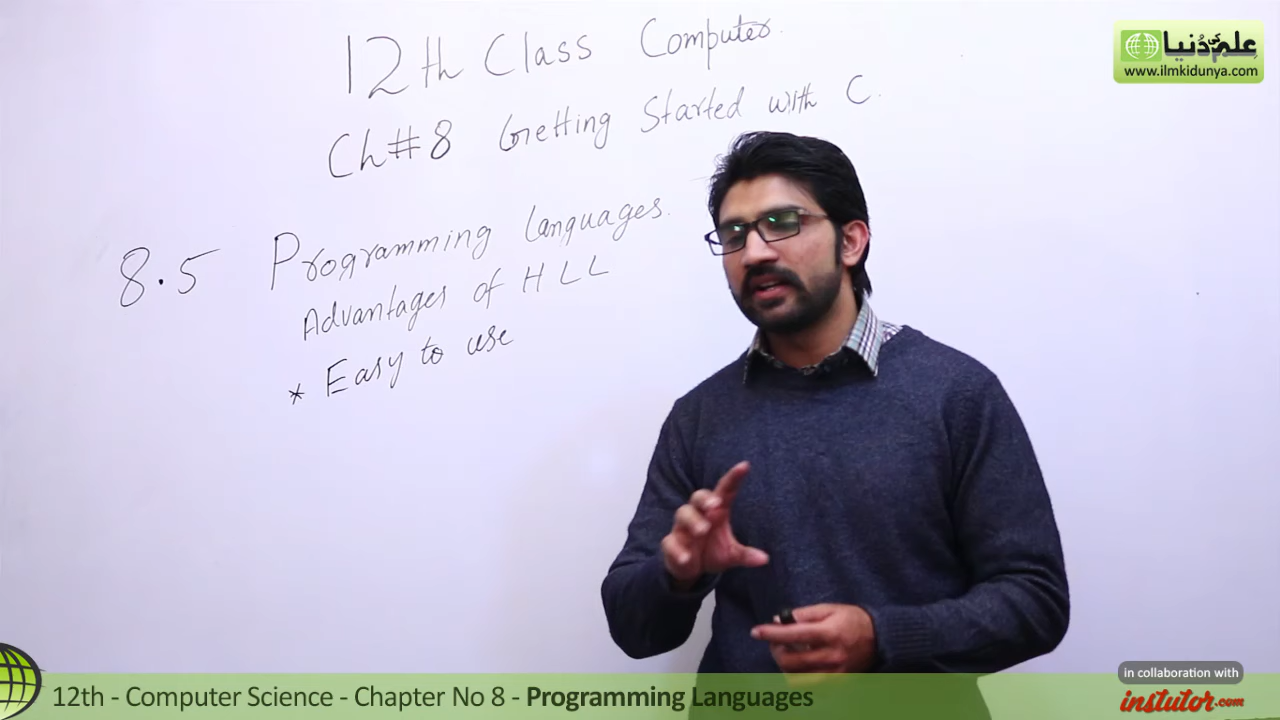 12th Class Computer.
Ch#8 Getting Started with C.
8.5 Programming languages.
Advantages of HLL
* Easy to use
علم کی دنیا
www.ilmkidunya.com
in collaboration with
instutor.com
12th - Computer Science - Chapter No 8 - Programming Languages